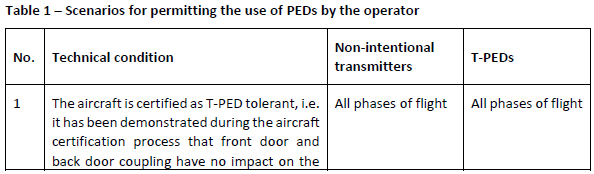 Table 1 – Scenarios for permitting the use of PEDs by the operator
No. Technical condition Non-intentional transmitters T-PEDs
1 The aircraft is certified as T-PED tolerant, i.e. All phases of flight All phases of flight
it has been demonstrated during the aircraft
certification process that front door and
back door coupling have no impact on the